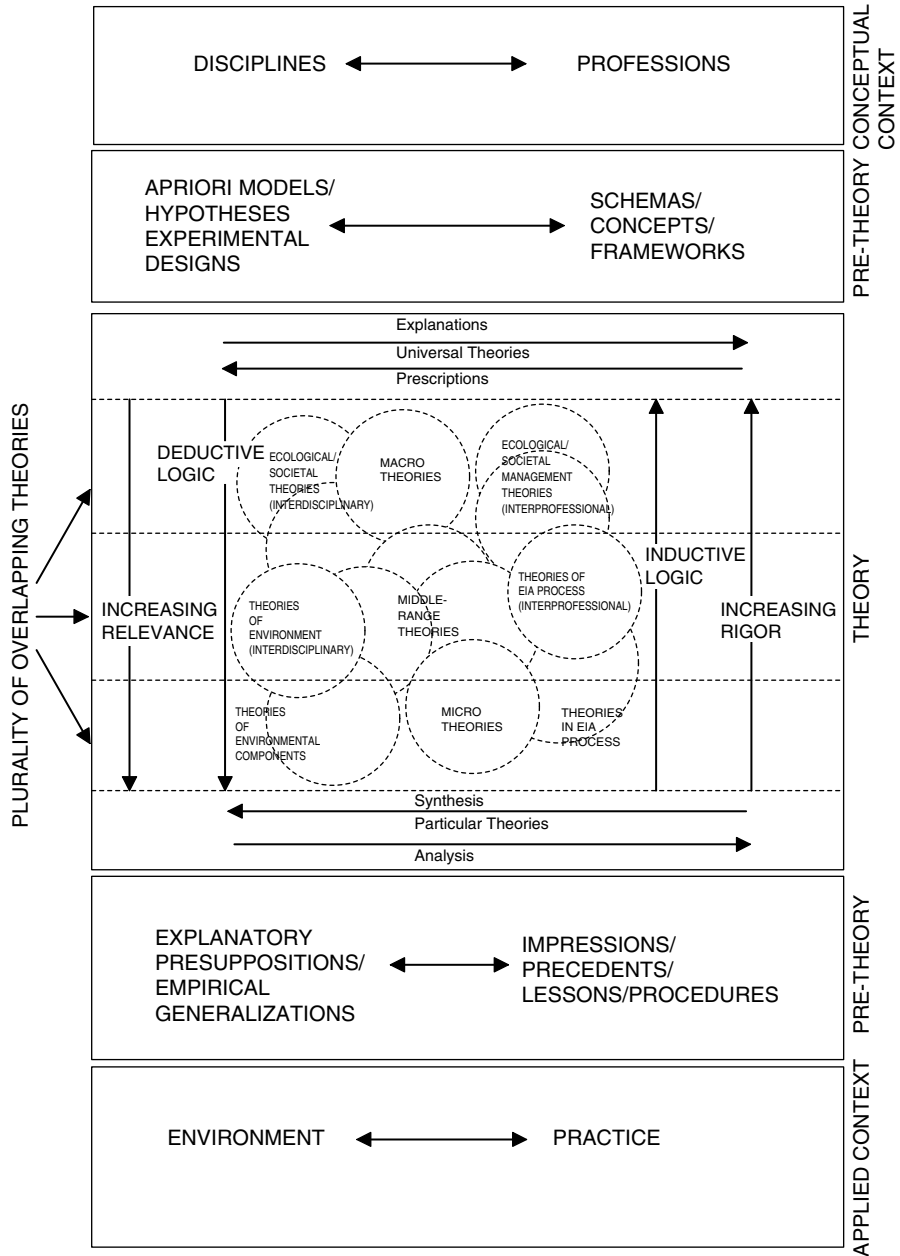 DISCIPLINES
PROFESSIONS
CONCEPTUAL
CONTEXT
APRIORI MODELS/
HYPOTHESES
EXPERIMENTAL
DESIGNS
SCHEMAS/
CONCEPTS/
FRAMEWORKS
PRE-THEORY
PLURALITY OF OVERLAPPING THEORIES
Explanations
Universal Theories
Prescriptions
DEDUCTIVE
LOGIC
ECOLOGICAL/
SOCIETAL
THEORIES
(INTERDISCIPLINARY)
MACRO
THEORIES
ECOLOGICAL/
SOCIETAL
MANAGEMENT
THEORIES
(INTERPROFESSIONAL)
INCREASING
RELEVANCE
THEORIES
OF
ENVIRONMENT
(INTERDISCIPLINARY)
MIDDLE-
RANGE
THEORIES
THEORIES OF
EIA PROCESS
(INTERPROFESSIONAL)
INDUCTIVE
LOGIC
INCREASING
RIGOR
THEORY
THEORIES
OF
ENVIRONMENTAL
COMPONENTS
MICRO
THEORIES
THEORIES
IN EIA
PROCESS
Synthesis
Particular Theories
Analysis
EXPLANATORY
PRESUPPOSITIONS/
EMPIRICAL
GENERALIZATIONS
IMPRESSIONS/
PRECEDENTS/
LESSONS/PROCEDURES
PRE-THEORY
ENVIRONMENT
PRACTICE
APPLIED CONTEXT